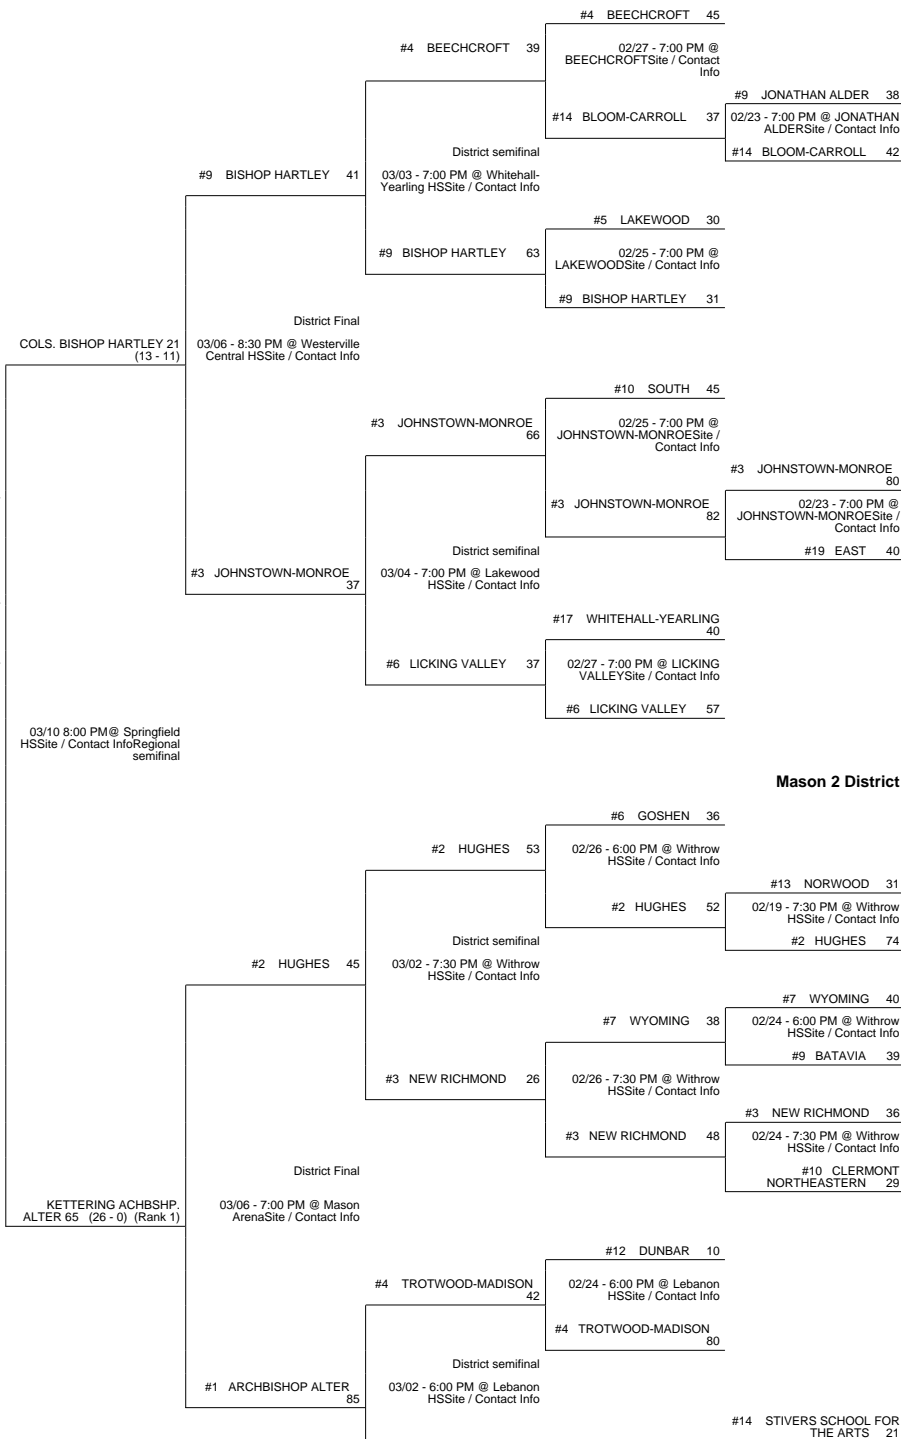 #4 BEECHCROFT 45
#4 BEECHCROFT 39
02/27 - 7:00 PM @
BEECHCROFTSite / Contact
Info
#9 JONATHAN ALDER 38
#14 BLOOM-CARROLL 37
02/23 - 7:00 PM @ JONATHAN
ALDERSite / Contact Info
#14 BLOOM-CARROLL 42
District semifinal
#9 BISHOP HARTLEY 41
03/03 - 7:00 PM @ Whitehall-
Yearling HSSite / Contact Info
#5 LAKEWOOD 30
#9 BISHOP HARTLEY 63
02/25 - 7:00 PM @
LAKEWOODSite / Contact Info
#9 BISHOP HARTLEY 31
District Final
COLS. BISHOP HARTLEY 21
(13 - 11)
03/06 - 8:30 PM @ Westerville
Central HSSite / Contact Info
#10 SOUTH 45
#3 JOHNSTOWN-MONROE
66
02/25 - 7:00 PM @
JOHNSTOWN-MONROESite /
Contact Info
#3 JOHNSTOWN-MONROE
80
#3 JOHNSTOWN-MONROE
82
02/23 - 7:00 PM @
JOHNSTOWN-MONROESite /
Contact Info
#19 EAST 40
District semifinal
#3 JOHNSTOWN-MONROE
37
03/04 - 7:00 PM @ Lakewood
HSSite / Contact Info
#17 WHITEHALL-YEARLING
40
#6 LICKING VALLEY 37
02/27 - 7:00 PM @ LICKING
VALLEYSite / Contact Info
#6 LICKING VALLEY 57
03/10 8:00 PM@ Springfield
HSSite / Contact InfoRegional
semifinal
Mason 2 District
#6 GOSHEN 36
#2 HUGHES 53
02/26 - 6:00 PM @ Withrow
HSSite / Contact Info
#13 NORWOOD 31
#2 HUGHES 52
02/19 - 7:30 PM @ Withrow
HSSite / Contact Info
#2 HUGHES 74
District semifinal
#2 HUGHES 45
03/02 - 7:30 PM @ Withrow
HSSite / Contact Info
#7 WYOMING 40
#7 WYOMING 38
02/24 - 6:00 PM @ Withrow
HSSite / Contact Info
#9 BATAVIA 39
#3 NEW RICHMOND 26
02/26 - 7:30 PM @ Withrow
HSSite / Contact Info
#3 NEW RICHMOND 36
#3 NEW RICHMOND 48
02/24 - 7:30 PM @ Withrow
HSSite / Contact Info
#10 CLERMONT
NORTHEASTERN 29
District Final
KETTERING ACHBSHP.
ALTER 65 (26 - 0) (Rank 1)
03/06 - 7:00 PM @ Mason
ArenaSite / Contact Info
#12 DUNBAR 10
#4 TROTWOOD-MADISON
42
02/24 - 6:00 PM @ Lebanon
HSSite / Contact Info
#4 TROTWOOD-MADISON
80
District semifinal
#1 ARCHBISHOP ALTER
85
03/02 - 6:00 PM @ Lebanon
HSSite / Contact Info
#14 STIVERS SCHOOL FOR
THE ARTS 21